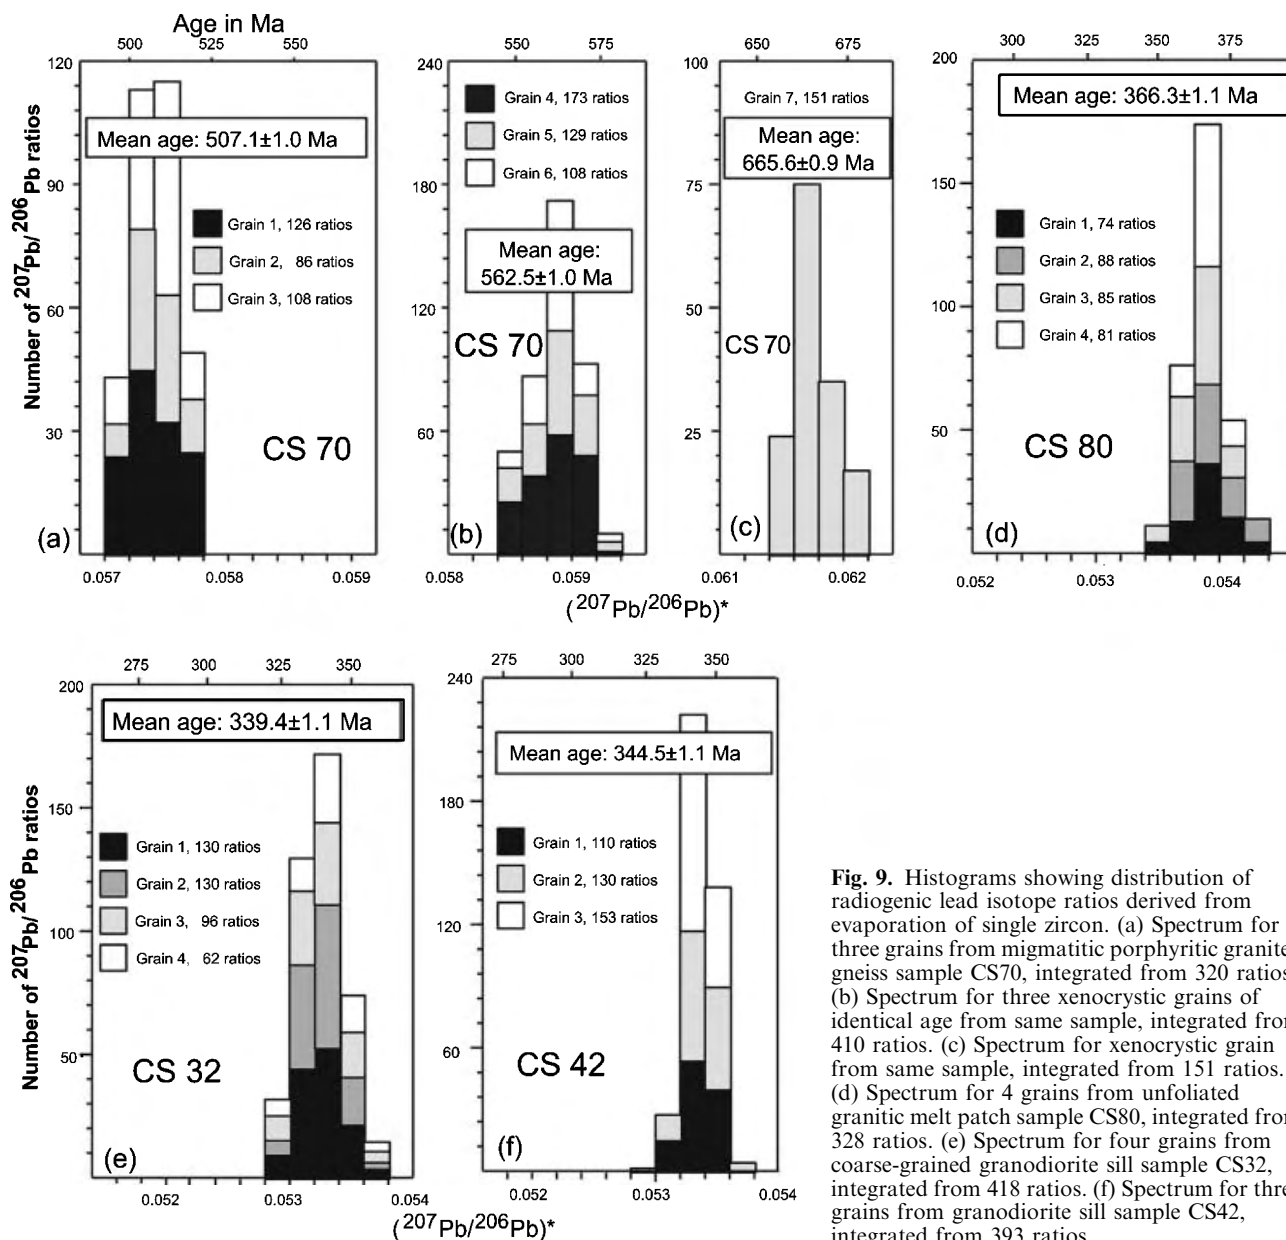 Age in Ma
500 525 550
120
90
60
30
Number of 207Pb/206Pb ratios
Mean age: 507.1±1.0 Ma
Grain 1, 126 ratios
Grain 2, 86 ratios
Grain 3, 108 ratios
CS 70
(a)
0.057 0.058 0.059
550 575
240
180
120
60
Grain 4, 173 ratios
Grain 5, 129 ratios
Grain 6, 108 ratios
Mean age:
562.5±1.0 Ma
CS 70
(b)
0.058 0.059
650 675
100
75
50
25
Grain 7, 151 ratios
Mean age:
665.6±0.9 Ma
CS 70
(c)
0.061 0.062
300 325 350 375
200
150
100
50
Mean age: 366.3±1.1 Ma
Grain 1, 74 ratios
Grain 2, 88 ratios
Grain 3, 85 ratios
Grain 4, 81 ratios
CS 80
(d)
0.052 0.053 0.054
(207Pb/206Pb)*
275 300 325 350
200
150
100
50
Number of 207Pb/206Pb ratios
Mean age: 339.4±1.1 Ma
Grain 1, 130 ratios
Grain 2, 130 ratios
Grain 3, 96 ratios
Grain 4, 62 ratios
CS 32
(e)
0.052 0.053 0.054
(207Pb/206Pb)*
275 300 325 350
240
180
120
60
Mean age: 344.5±1.1 Ma
Grain 1, 110 ratios
Grain 2, 130 ratios
Grain 3, 153 ratios
CS 42
(f)
0.052 0.053 0.054
Fig. 9. Histograms showing distribution of
radiogenic lead isotope ratios derived from
evaporation of single zircon. (a) Spectrum for
three grains from migmatitic porphyritic granite
gneiss sample CS70, integrated from 320 ratios
(b) Spectrum for three xenocrystic grains of
identical age from same sample, integrated from
410 ratios. (c) Spectrum for xenocrystic grain
from same sample, integrated from 151 ratios.
(d) Spectrum for 4 grains from unfoliated
granitic melt patch sample CS80, integrated from
328 ratios. (e) Spectrum for four grains from
coarse-grained granodiorite sill sample CS32,
integrated from 418 ratios. (f) Spectrum for thre
grains from granodiorite sill sample CS42,
integrated from 393 ratios